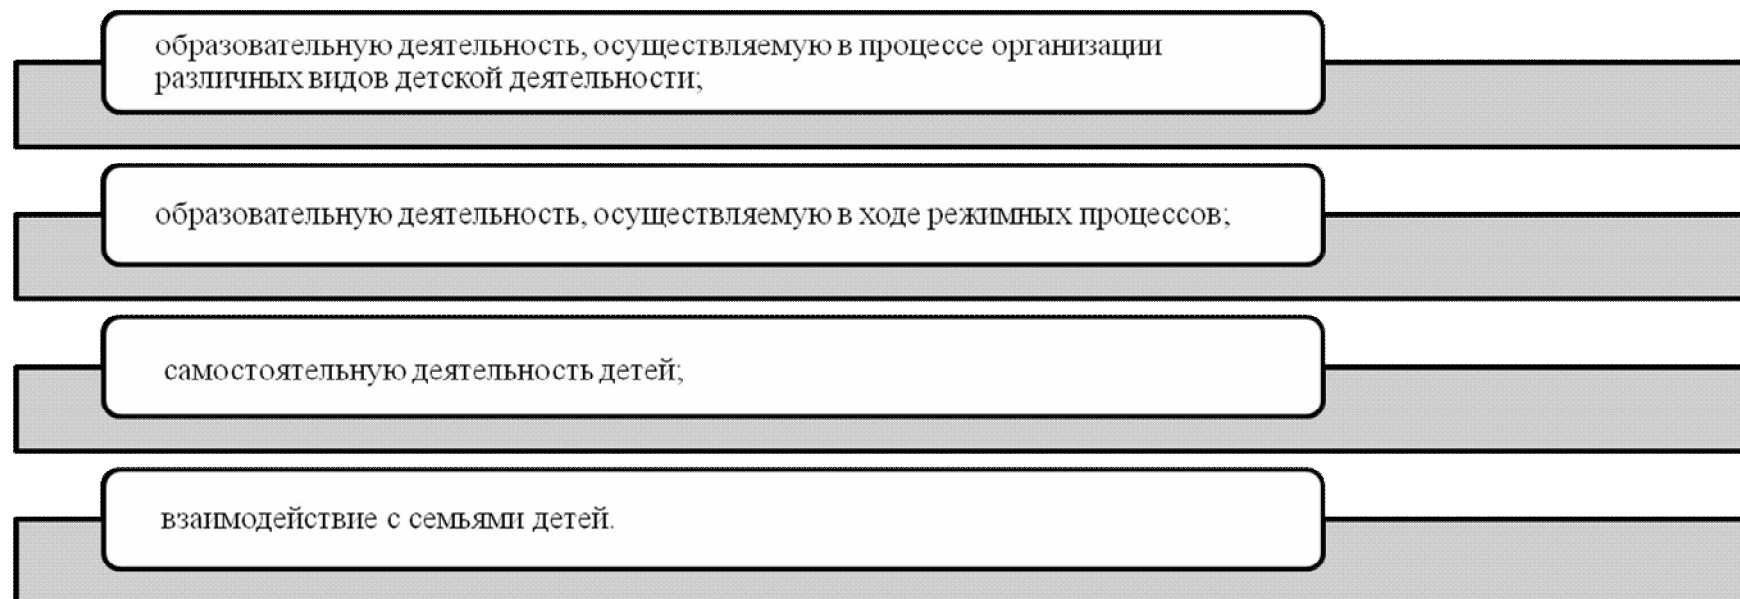 образовательную деятельность, осуществляемую в процессе организации
различных видов детской деятельности;
образовательную деятельность, осуществляемую в ходе режимных процессов;
самостоятельную деятельность детей;
взаимодействие с семьями детей.